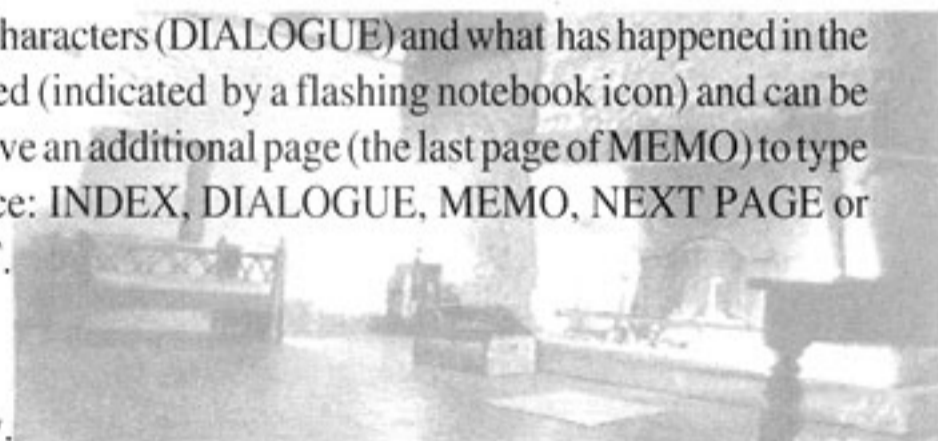 haracters (DIALOGUE) and what has happened in the
ed (indicated by a flashing notebook icon) and can be
ve an additional page (the last page of MEMO) to type
ce: INDEX, DIALOGUE, MEMO, NEXT PAGE or
.
.